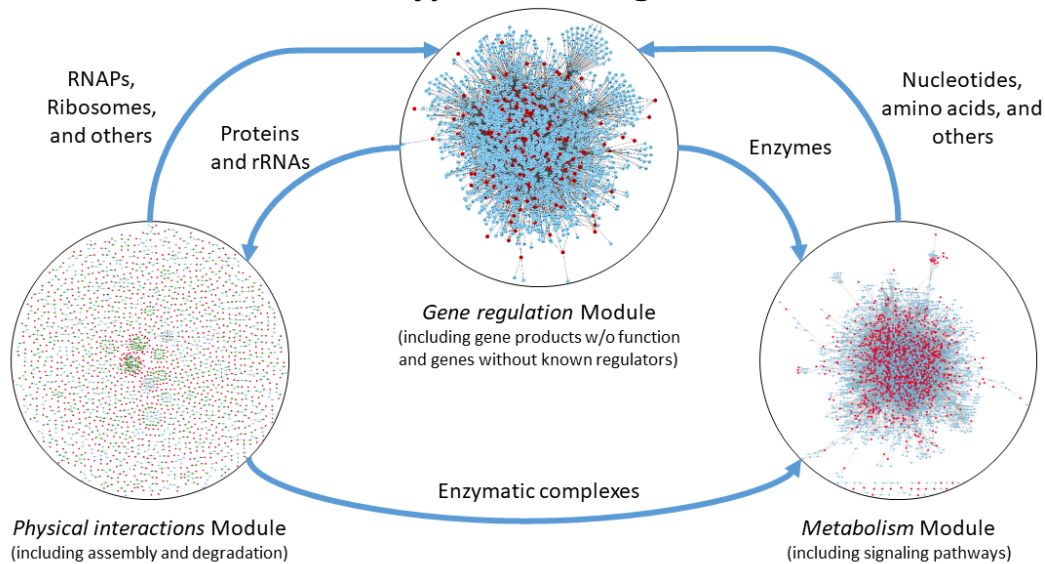 RNAPs,
Ribosomes,
and others
Proteins
and rRNAs
Nucleotides,
amino acids, and
others
Enzymes
Gene regulation Module
(including gene products w/o function
and genes without known regulators)
Enzymatic complexes
Physical interactions Module
(including assembly and degradation)
Metabolism Module
(including signaling pathways)